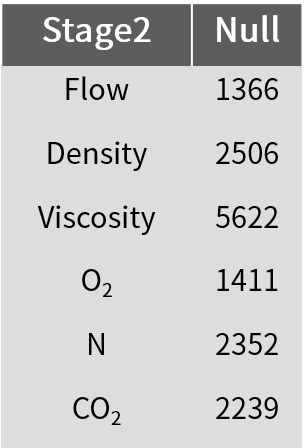 Stage2 Null
Flow 1366
Density 2506
Viscosity 5622
O₂ 1411
N 2352
CO₂ 2239